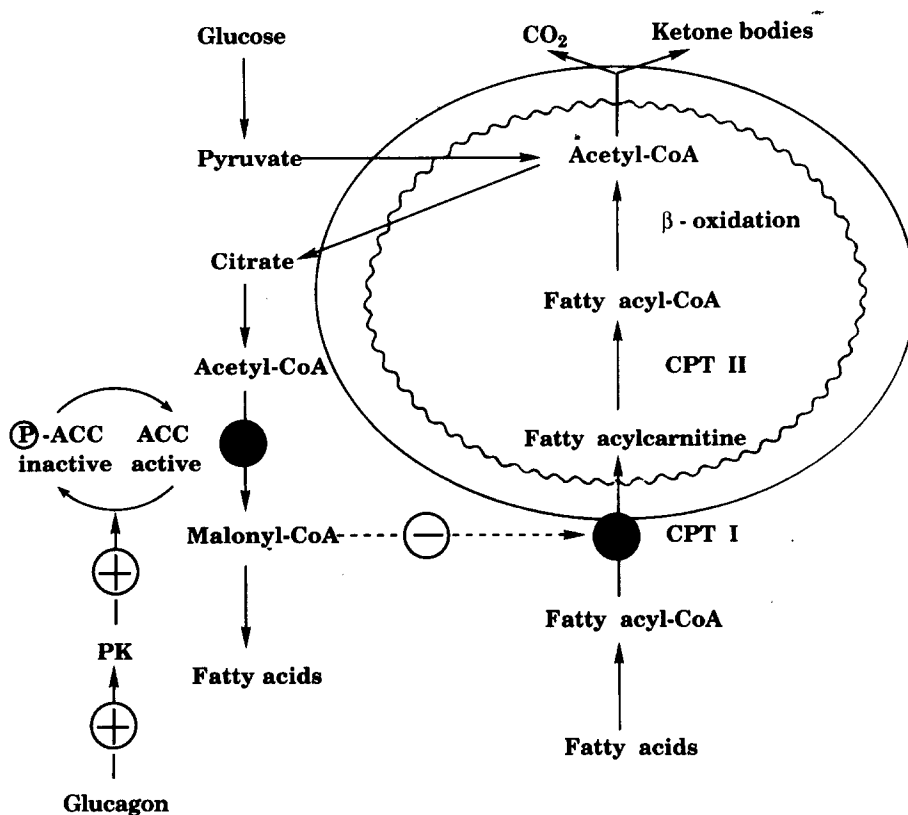 Glucose
CO2
Ketone bodies
Pyruvate
Acetyl-CoA
β - oxidation
Citrate
Fatty acyl-CoA
Acetyl-CoA
CPT II
P -ACC ACC
inactive active
Fatty acylcarnitine
Malonyl-CoA
−
CPT I
+
Fatty acyl-CoA
PK
Fatty acids
+
Fatty acids
Glucagon